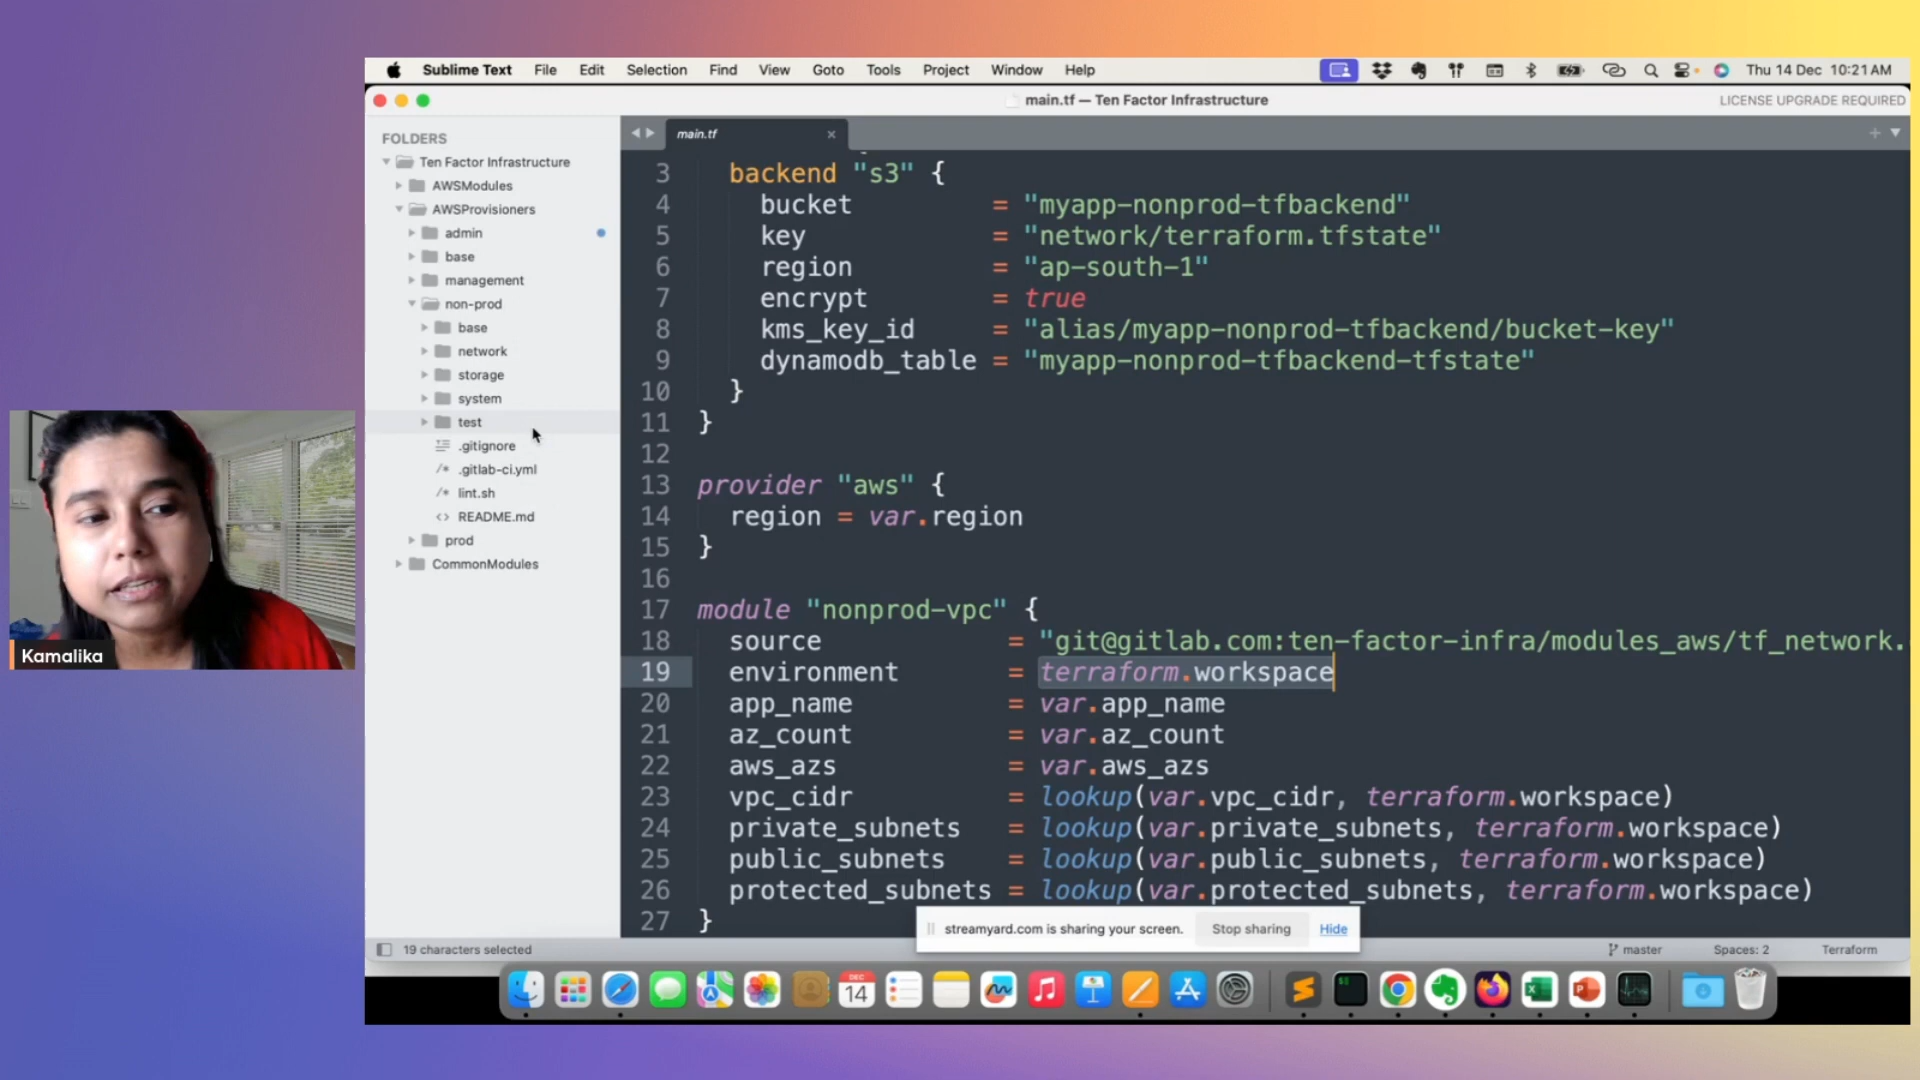 Sublime Text File Edit Selection Find View Goto Tools Project Window Help Thu 14 Dec 10:21 AM
main.tf — Ten Factor Infrastructure LICENSE UPGRADE REQUIRED
FOLDERS
Ten Factor Infrastructure
AWSModules
AWSProvisioners
admin
base
management
non-prod
base
network
storage
system
test
.gitignore
.gitlab-ci.yml
lint.sh
README.md
prod
CommonModules
main.tf
3 backend "s3" {
4 bucket = "myapp-nonprod-tfbackend"
5 key = "network/terraform.tfstate"
6 region = "ap-south-1"
7 encrypt = true
8 kms_key_id = "alias/myapp-nonprod-tfbackend/bucket-key"
9 dynamodb_table = "myapp-nonprod-tfbackend-tfstate"
10 }
11 }
12
13 provider "aws" {
14 region = var.region
15 }
16
17 module "nonprod-vpc" {
18 source = "git@gitlab.com:ten-factor-infra/modules_aws/tf_network.
19 environment = terraform.workspace
20 app_name = var.app_name
21 az_count = var.az_count
22 aws_azs = var.aws_azs
23 vpc_cidr = lookup(var.vpc_cidr, terraform.workspace)
24 private_subnets = lookup(var.private_subnets, terraform.workspace)
25 public_subnets = lookup(var.public_subnets, terraform.workspace)
26 protected_subnets = lookup(var.protected_subnets, terraform.workspace)
27 }
streamyard.com is sharing your screen. Stop sharing Hide
19 characters selected master Spaces: 2 Terraform
DEC
14
Kamalika